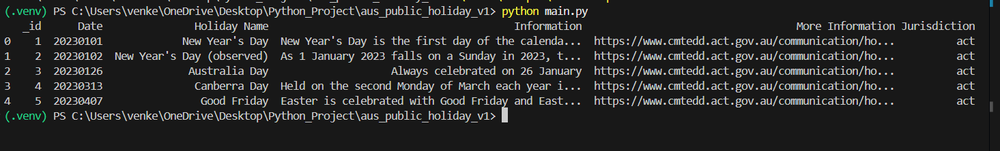 (.venv) PS C:\Users\venke\OneDrive\Desktop\Python_Project\aus_public_holiday_v1> python main.py
_id Date Holiday Name Information More Information Jurisdiction
0 1 20230101 New Year's Day New Year's Day is the first day of the calenda... https://www.cmtedd.act.gov.au/communication/ho... act
1 2 20230102 New Year's Day (observed) As 1 January 2023 falls on a Sunday in 2023, t... https://www.cmtedd.act.gov.au/communication/ho... act
2 3 20230126 Australia Day Always celebrated on 26 January https://www.cmtedd.act.gov.au/communication/ho... act
3 4 20230313 Canberra Day Held on the second Monday of March each year i... https://www.cmtedd.act.gov.au/communication/ho... act
4 5 20230407 Good Friday Easter is celebrated with Good Friday and East... https://www.cmtedd.act.gov.au/communication/ho... act
(.venv) PS C:\Users\venke\OneDrive\Desktop\Python_Project\aus_public_holiday_v1>